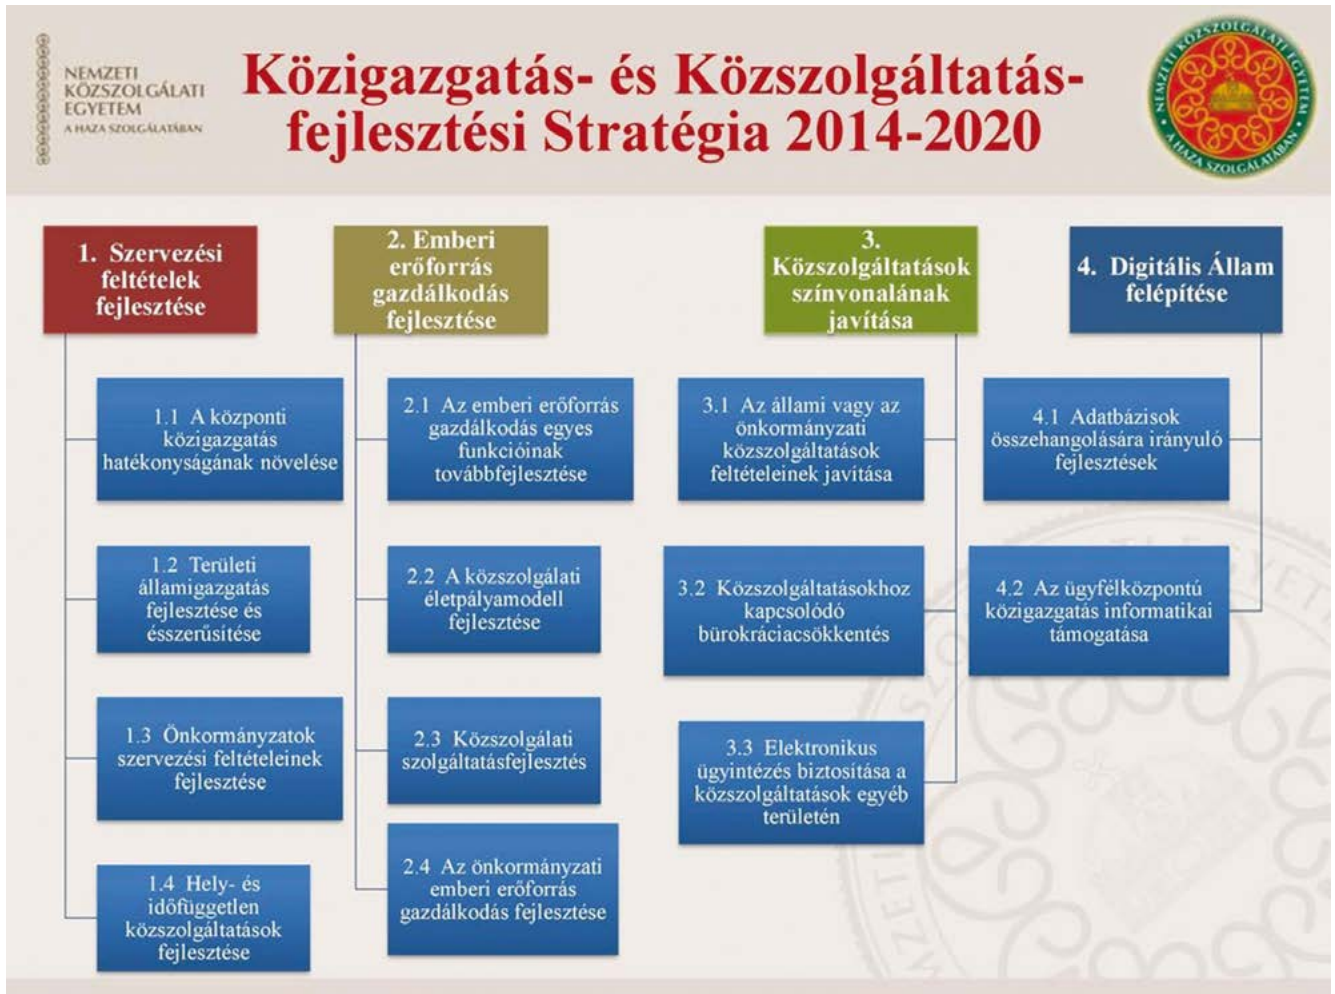 NEMZETI
KÖZSZOLGÁLATI
EGYETEM
A HAZA SZOLGÁLATÁBAN
Közigazgatás- és Közszolgáltatás-
fejlesztési Stratégia 2014-2020
NEMZETI KÖZSZOLGÁLATI EGYETEM
A HAZA SZOLGÁLATÁBAN
1. Szervezési
feltételek
fejlesztése
1.1 A központi
közigazgatás
hatékonyságának növelése
1.2 Területi
államigazgatás
fejlesztése és
ésszerűsítése
1.3 Önkormányzatok
szervezési feltételeinek
fejlesztése
1.4 Hely- és
időfüggetlen
közszolgáltatások
fejlesztése
2. Emberi
erőforrás
gazdálkodás
fejlesztése
2.1 Az emberi erőforrás
gazdálkodás egyes
funkcióinak
továbbfejlesztése
2.2 A közszolgálati
életpályamodell
fejlesztése
2.3 Közszolgálati
szolgáltatásfejlesztés
2.4 Az önkormányzati
emberi erőforrás
gazdálkodás fejlesztése
3.
Közszolgáltatások
színvonalának
javítása
3.1 Az állami vagy az
önkormányzati
közszolgáltatások
feltételeinek javítása
3.2 Közszolgáltatásokhoz
kapcsolódó
bürokráciacsökkentés
3.3 Elektronikus
ügyintézés biztosítása a
közszolgáltatások egyéb
területén
4. Digitális Állam
felépítése
4.1 Adatbázisok
összehangolására irányuló
fejlesztések
4.2 Az ügyfélközpontú
közigazgatás informatikai
támogatása